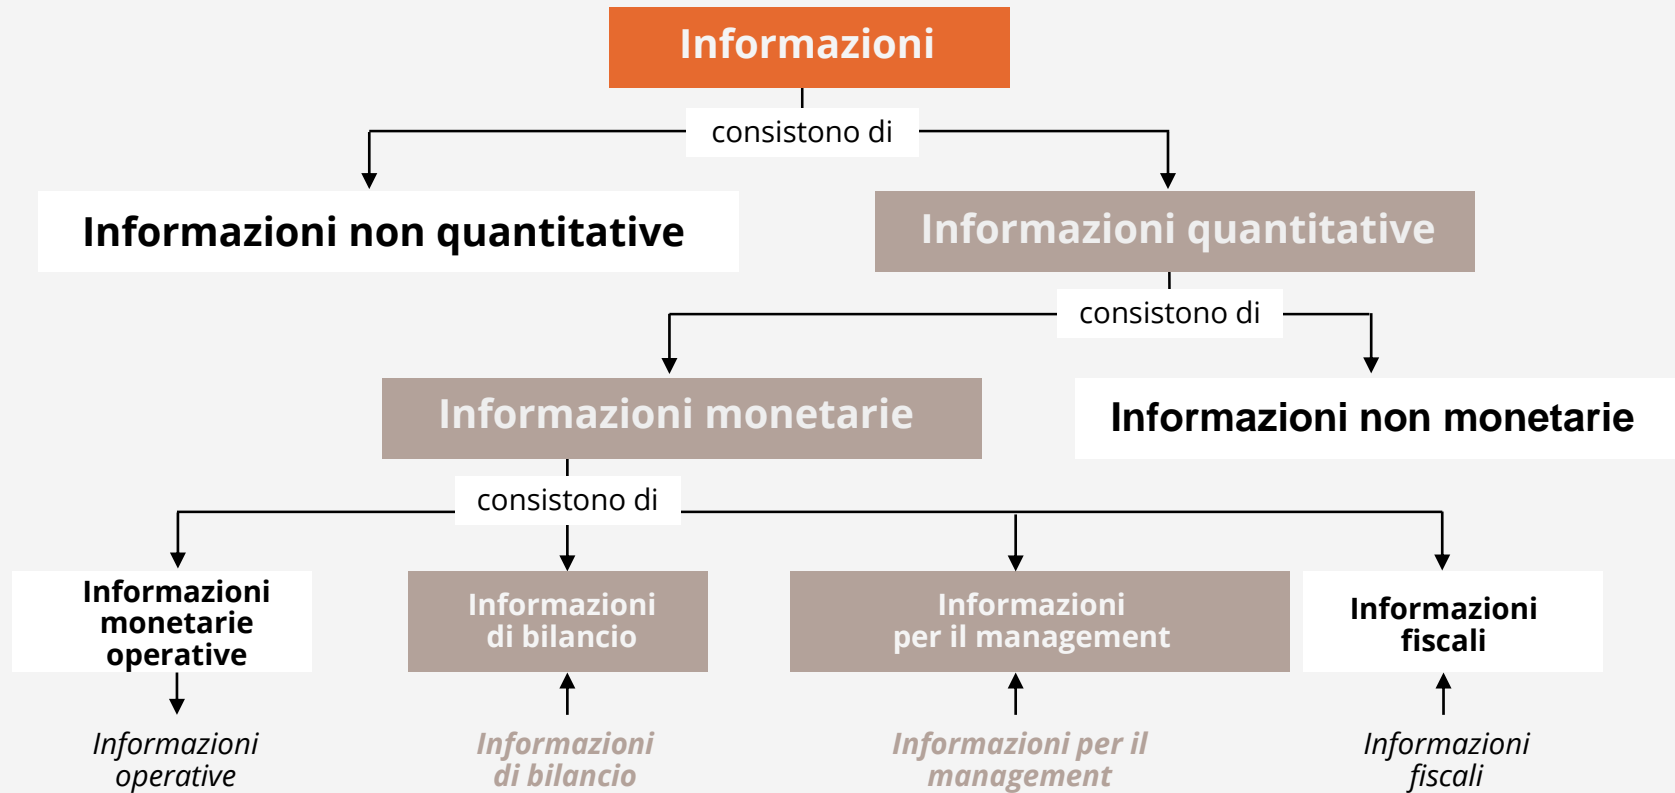 Informazioni
consistono di
Informazioni non quantitative
Informazioni quantitative
consistono di
Informazioni monetarie
Informazioni non monetarie
consistono di
Informazioni
monetarie
operative
Informazioni
di bilancio
Informazioni
per il management
Informazioni
fiscali
Informazioni
operative
Informazioni
di bilancio
Informazioni per il
management
Informazioni
fiscali